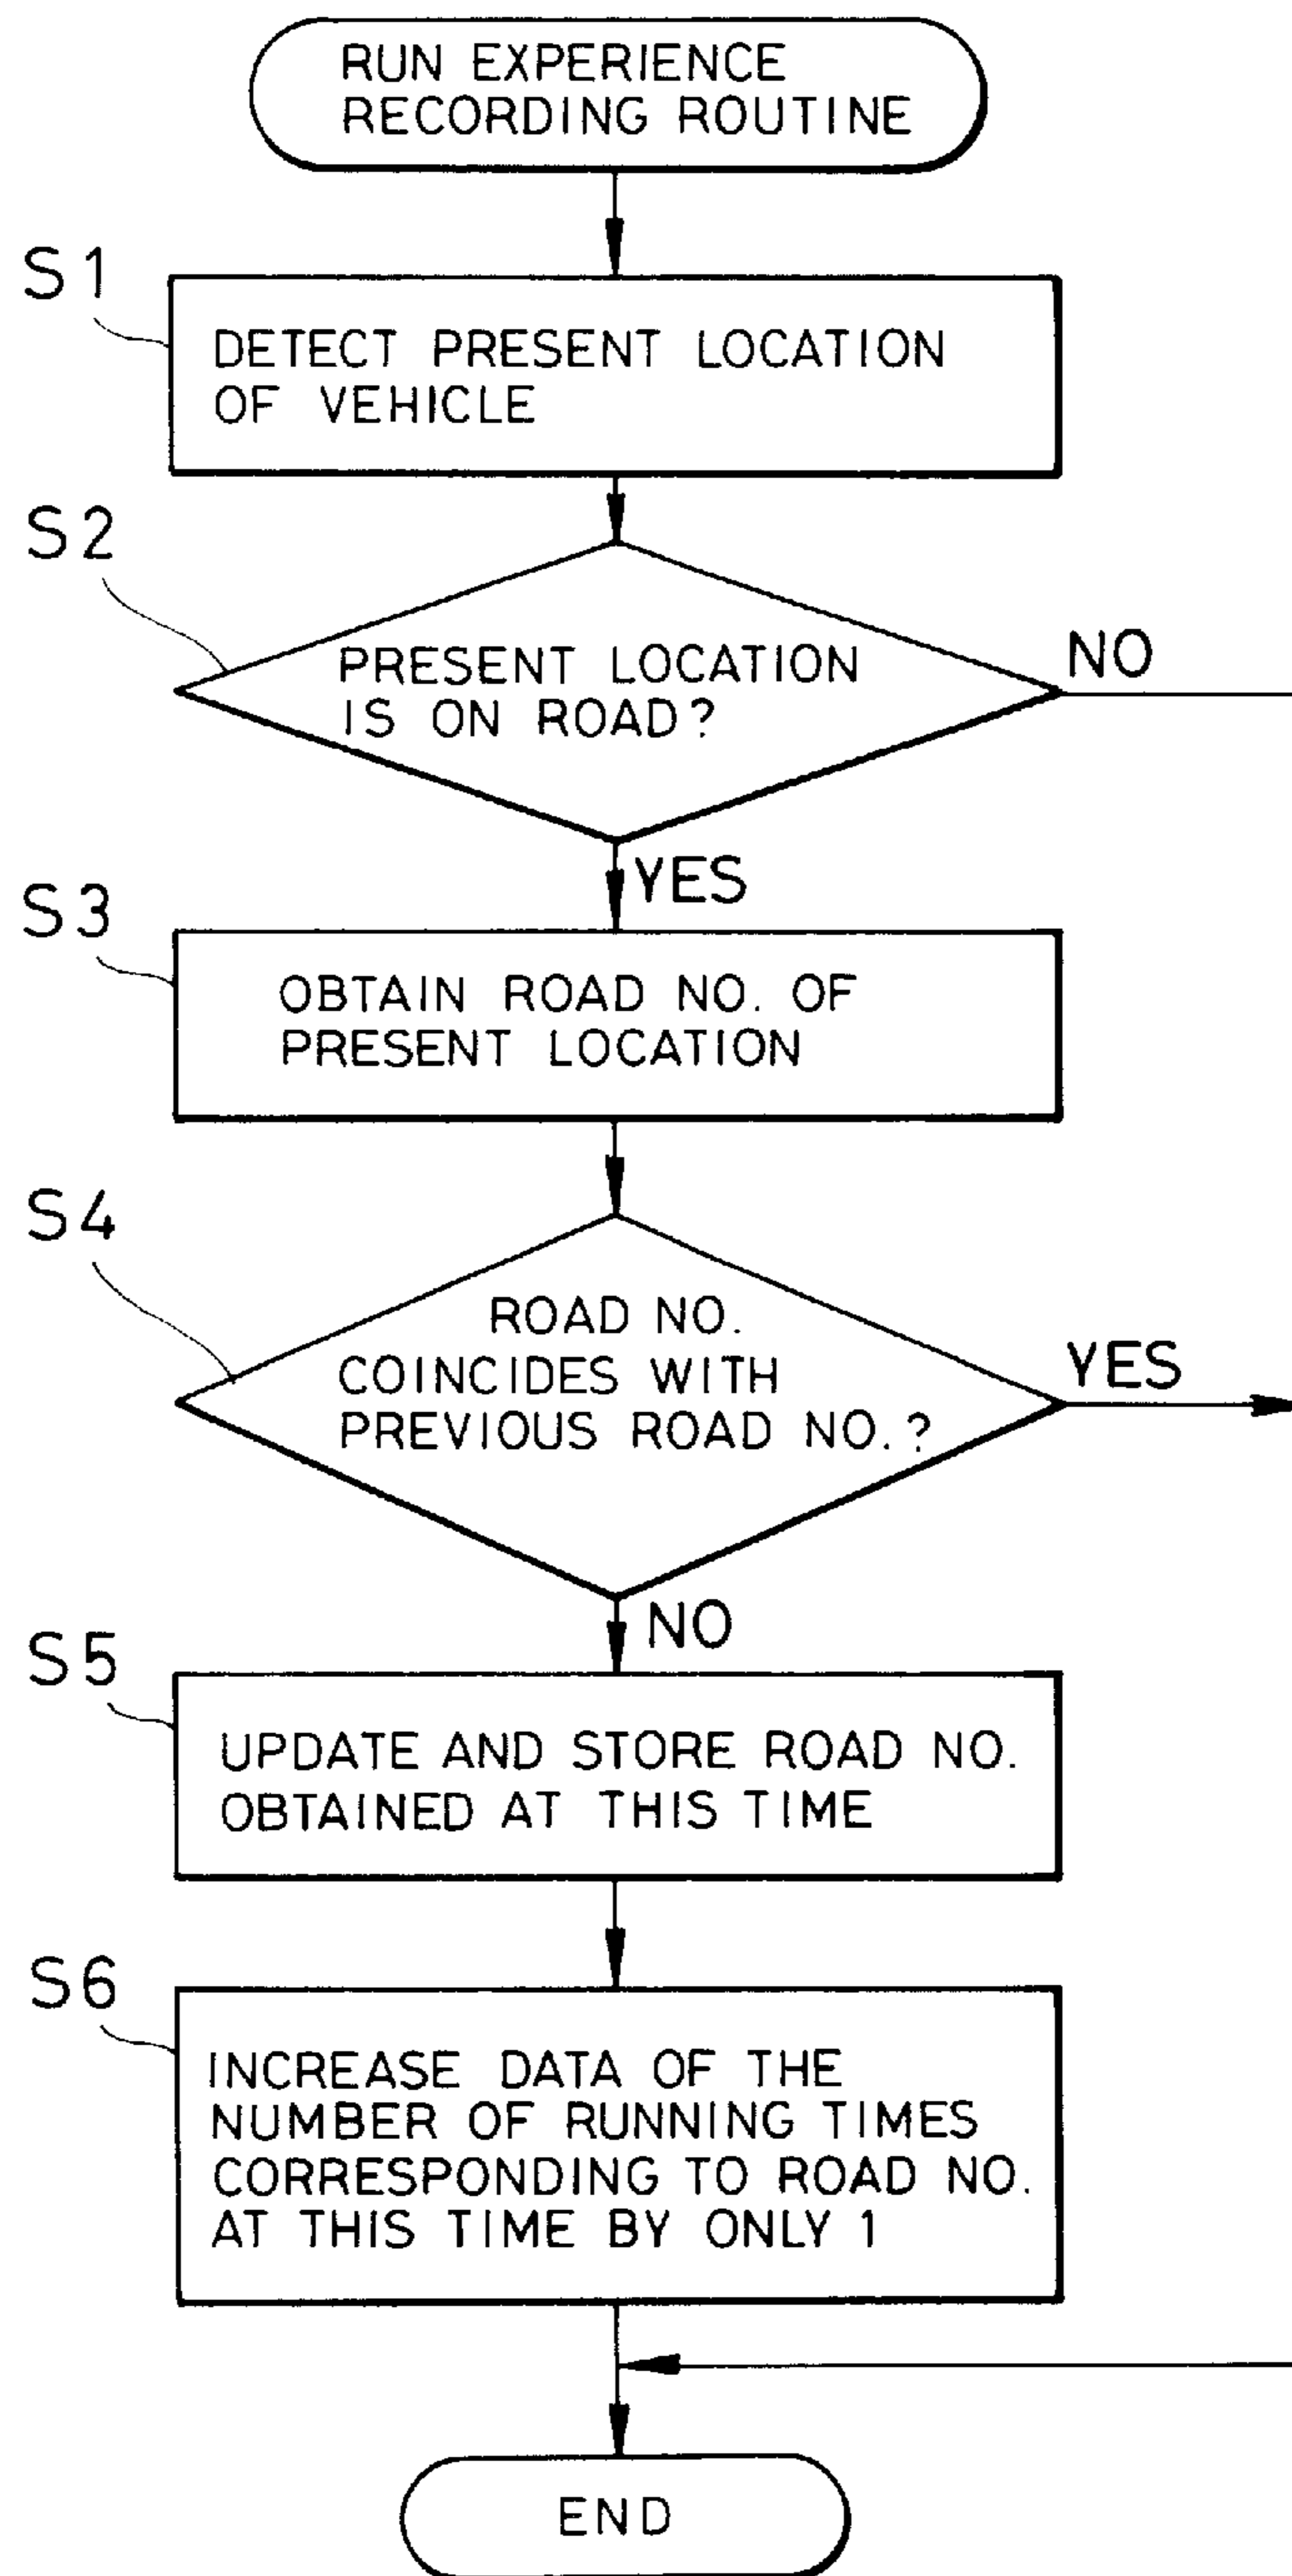 RUN EXPERIENCE
RECORDING ROUTINE
S1
DETECT PRESENT LOCATION
OF VEHICLE
S2
PRESENT LOCATION
IS ON ROAD?
NO
YES
S3
OBTAIN ROAD NO. OF
PRESENT LOCATION
S4
ROAD NO.
COINCIDES WITH
PREVIOUS ROAD NO.?
YES
NO
S5
UPDATE AND STORE ROAD NO.
OBTAINED AT THIS TIME
S6
INCREASE DATA OF THE
NUMBER OF RUNNING TIMES
CORRESPONDING TO ROAD NO.
AT THIS TIME BY ONLY 1
END